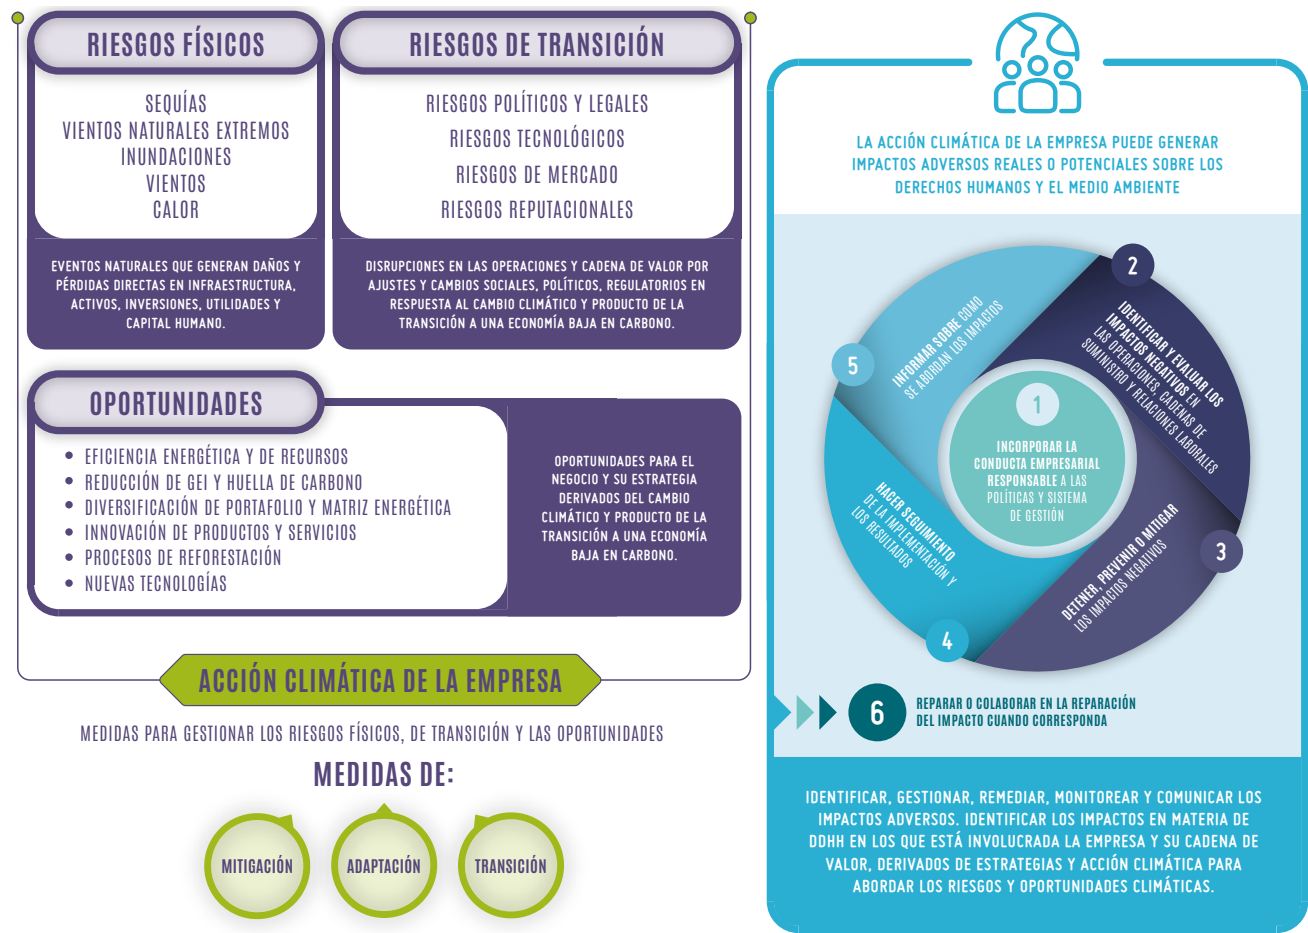 RIESGOS FÍSICOS
SEQUÍAS
VIENTOS NATURALES EXTREMOS
INUNDACIONES
VIENTOS
CALOR
EVENTOS NATURALES QUE GENERAN DAÑOS Y
PÉRDIDAS DIRECTAS EN INFRAESTRUCTURA,
ACTIVOS, INVERSIONES, UTILIDADES Y
CAPITAL HUMANO.
RIESGOS DE TRANSICIÓN
RIESGOS POLÍTICOS Y LEGALES
RIESGOS TECNOLÓGICOS
RIESGOS DE MERCADO
RIESGOS REPUTACIONALES
DISRUPCIONES EN LAS OPERACIONES Y CADENA DE VALOR POR
AJUSTES Y CAMBIOS SOCIALES, POLÍTICOS, REGULATORIOS EN
RESPUESTA AL CAMBIO CLIMÁTICO Y PRODUCTO DE LA
TRANSICIÓN A UNA ECONOMÍA BAJA EN CARBONO.
OPORTUNIDADES
• EFICIENCIA ENERGÉTICA Y DE RECURSOS
• REDUCCIÓN DE GEI Y HUELLA DE CARBONO
• DIVERSIFICACIÓN DE PORTAFOLIO Y MATRIZ ENERGÉTICA
• INNOVACIÓN DE PRODUCTOS Y SERVICIOS
• PROCESOS DE REFORESTACIÓN
• NUEVAS TECNOLOGÍAS
OPORTUNIDADES PARA EL
NEGOCIO Y SU ESTRATEGIA
DERIVADOS DEL CAMBIO
CLIMÁTICO Y PRODUCTO DE LA
TRANSICIÓN A UNA ECONOMÍA
BAJA EN CARBONO.
ACCIÓN CLIMÁTICA DE LA EMPRESA
MEDIDAS PARA GESTIONAR LOS RIESGOS FÍSICOS, DE TRANSICIÓN Y LAS OPORTUNIDADES
MEDIDAS DE:
MITIGACIÓN
ADAPTACIÓN
TRANSICIÓN
LA ACCIÓN CLIMÁTICA DE LA EMPRESA PUEDE GENERAR
IMPACTOS ADVERSOS REALES O POTENCIALES SOBRE LOS
DERECHOS HUMANOS Y EL MEDIO AMBIENTE
1
INCORPORAR LA
CONDUCTA EMPRESARIAL
RESPONSABLE A LAS
POLÍTICAS Y SISTEMA
DE GESTIÓN
2
IDENTIFICAR Y EVALUAR LOS
IMPACTOS NEGATIVOS EN
LAS OPERACIONES, CADENAS DE
SUMINISTRO Y RELACIONES LABORALES
3
DETENER, PREVENIR O MITIGAR
LOS IMPACTOS NEGATIVOS
4
HACER SEGUIMIENTO
DE LA IMPLEMENTACIÓN Y
LOS RESULTADOS
5
INFORMAR SOBRE COMO
SE ABORDAN LOS IMPACTOS
6
REPARAR O COLABORAR EN LA REPARACIÓN
DEL IMPACTO CUANDO CORRESPONDA
IDENTIFICAR, GESTIONAR, REMEDIAR, MONITOREAR Y COMUNICAR LOS
IMPACTOS ADVERSOS. IDENTIFICAR LOS IMPACTOS EN MATERIA DE
DDHH EN LOS QUE ESTÁ INVOLUCRADA LA EMPRESA Y SU CADENA DE
VALOR, DERIVADOS DE ESTRATEGIAS Y ACCIÓN CLIMÁTICA PARA
ABORDAR LOS RIESGOS Y OPORTUNIDADES CLIMÁTICAS.